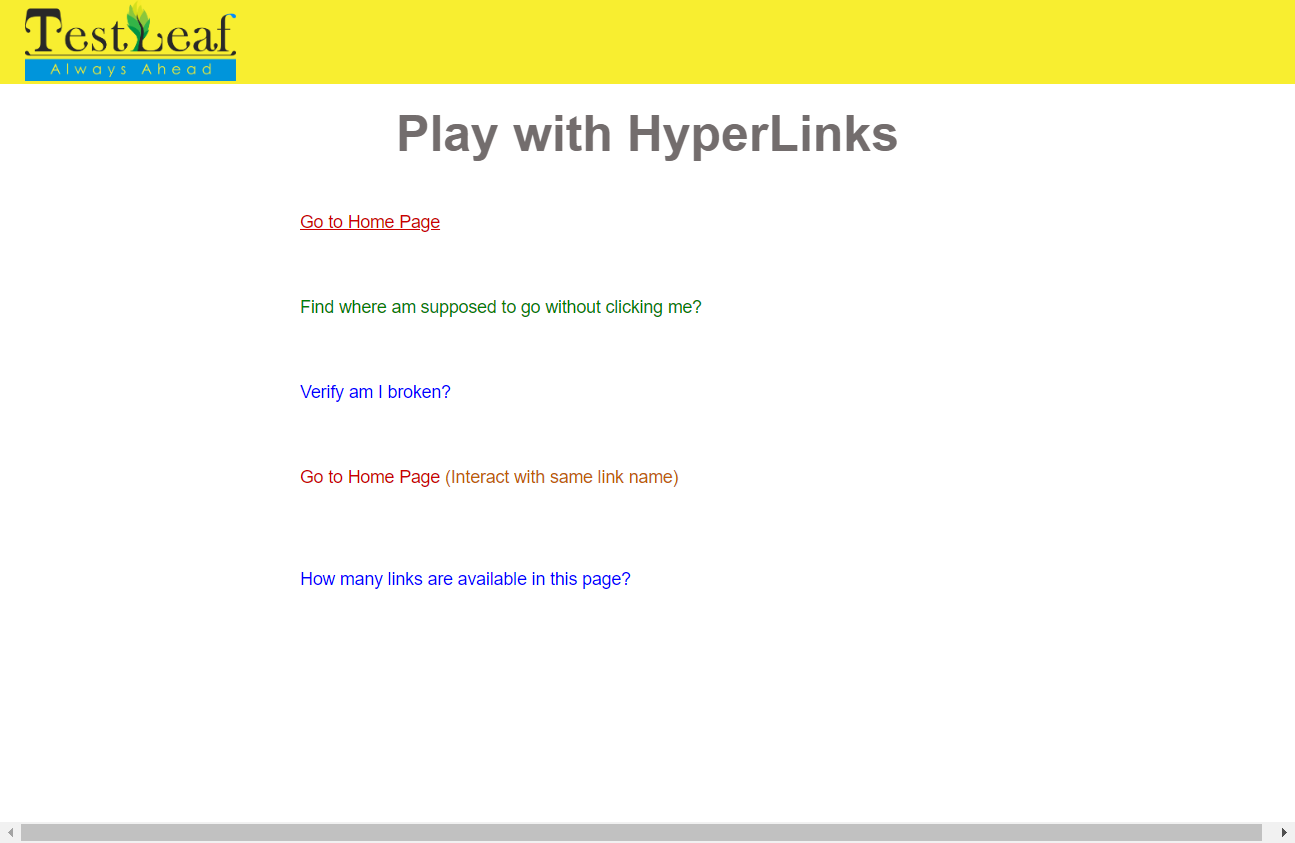 TestLeaf
Always Ahead
Play with HyperLinks
Go to Home Page
Find where am supposed to go without clicking me?
Verify am I broken?
Go to Home Page (Interact with same link name)
How many links are available in this page?